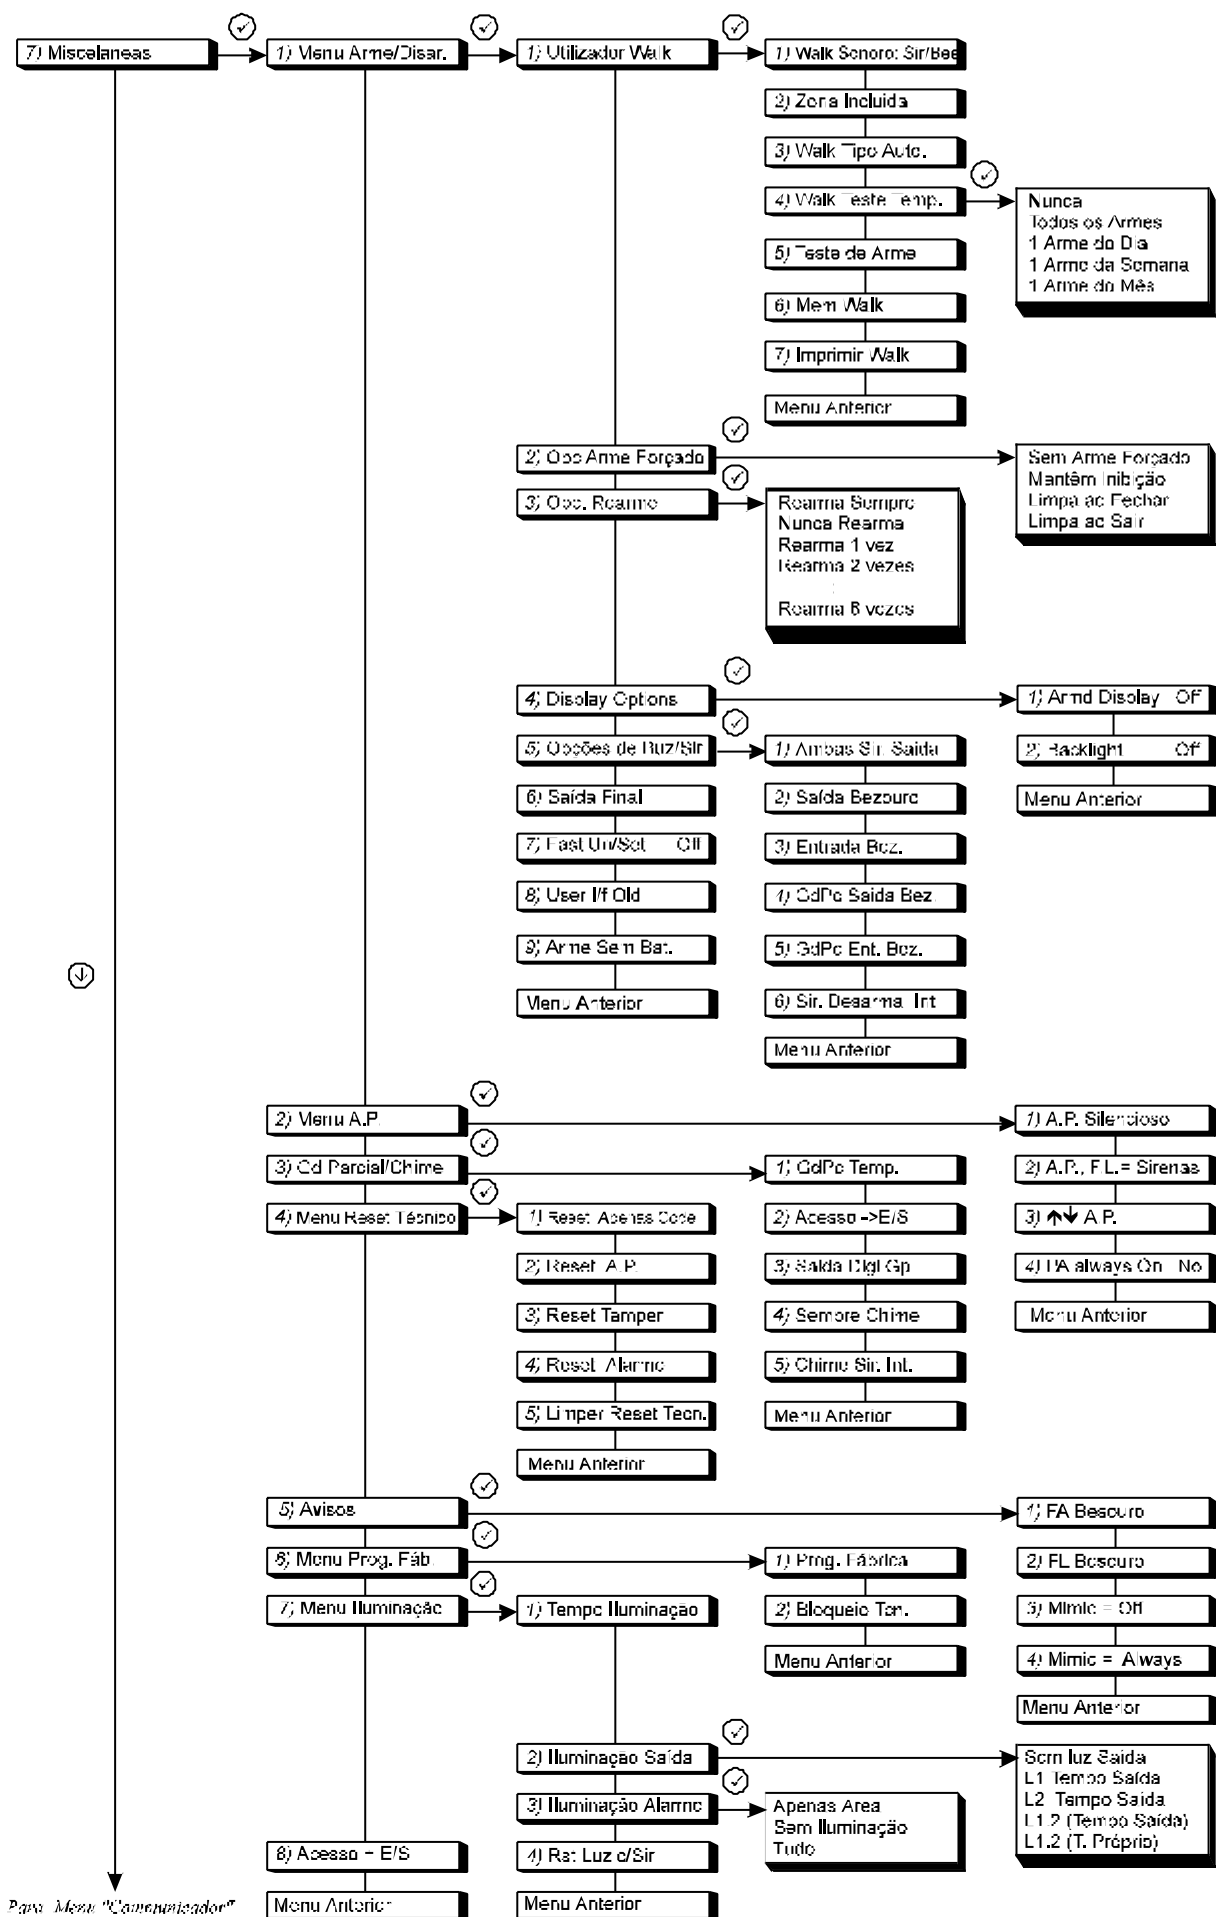 7) Miscelaneas
1) Menu Arme/Disar.
1) Utilizador Walk
1) Walk Sonoro: Sir/Bee
2) Zona Incluida
3) Walk Tipo Auto.
4) Walk Teste Temp.
Nunca
Todos os Armes
1 Arme do Dia
1 Arme da Semana
1 Arme do Mês
5) Teste de Arme
6) Mem Walk
7) Imprimir Walk
Menu Anterior
2) Opc Arme Forçado
Sem Arme Forçado
Mantêm Inibição
Limpa ao Fechar
Limpa ao Sair
3) Opc. Rearme
Rearma Sempre
Nunca Rearma
Rearma 1 vez
Rearma 2 vezes
:
Rearma 6 vezes
4) Display Options
1) Armd Display Off
2) Backlight Off
Menu Anterior
5) Opções de Buz/Sir
1) Ambas Sir. Saida
2) Saída Bezouro
3) Entrada Bez.
4) GdPc Saida Bez.
5) GdPc Ent. Bez.
6) Sir. Desarma Int
Menu Anterior
6) Saída Final
7) Fast Un/Set Off
8) User I/f Old
9) Arme Sem Bat.
Menu Anterior
2) Menu A.P.
1) A.P. Silencioso
2) A.P., F.L.= Sirenas
3) ↑↓ A.P.
4) PA always On No
Menu Anterior
3) Gd Parcial/Chime
1) GdPc Temp.
2) Acesso ->E/S
3) Saida Digi Gp
4) Sempre Chime
5) Chime Sir. Int.
Menu Anterior
4) Menu Reset Técnico
1) Reset Apenas Code
2) Reset A.P.
3) Reset Tamper
4) Reset Alarme
5) Limper Reset Tecn.
Menu Anterior
5) Avisos
1) FA Besouro
2) FL Besouro
3) Mimic = Off
4) Mimic = Always
Menu Anterior
6) Menu Prog. Fáb.
1) Prog. Fábrica
2) Bloqueio Ten.
Menu Anterior
7) Menu Iluminação
1) Tempo Iluminação
2) Iluminação Saída
Sem luz Saída
L1 Tempo Saída
L2 Tempo Saída
L1.2 (Tempo Saída)
L1.2 (T. Próprio)
3) Iluminação Alarme
Apenas Area
Sem Iluminação
Tudo
4) Rst Luz c/Sir
Menu Anterior
8) Acesso = E/S
Menu Anterior
Para Menu "Communicador"